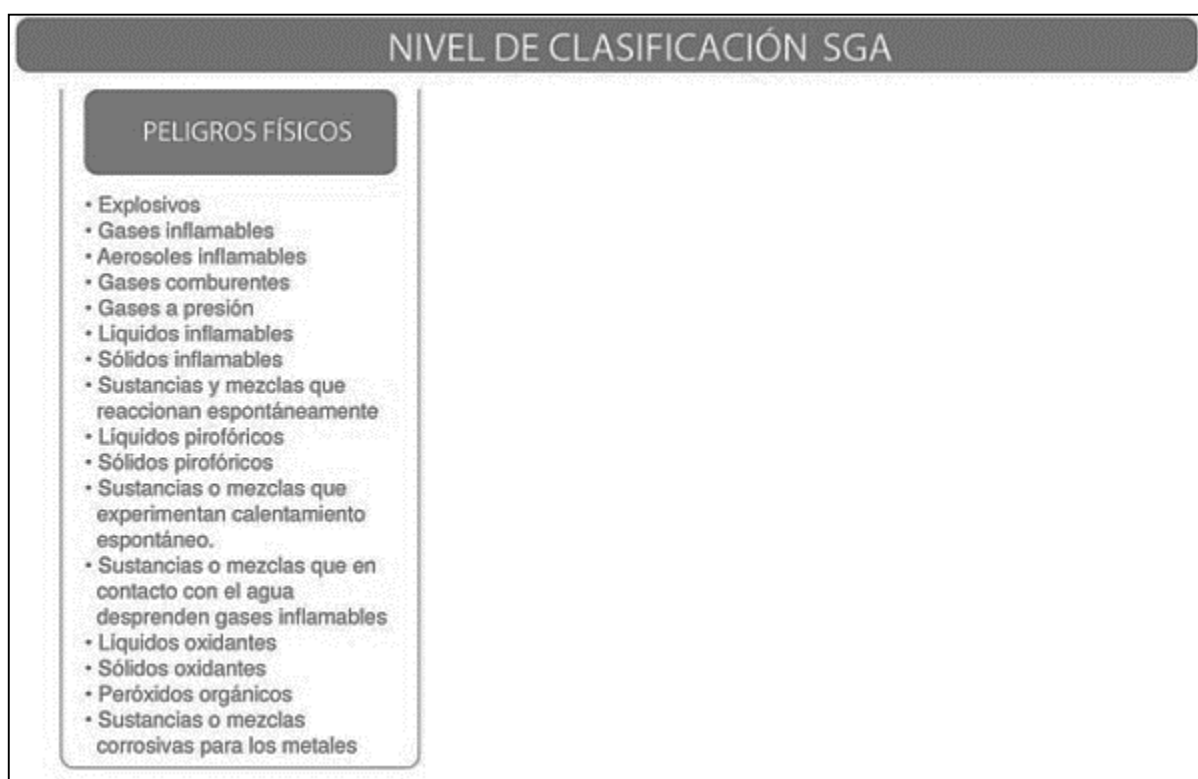 NIVEL DE CLASIFICACIÓN SGA
PELIGROS FÍSICOS
• Explosivos
• Gases inflamables
• Aerosoles inflamables
• Gases comburentes
• Gases a presión
• Líquidos inflamables
• Sólidos inflamables
• Sustancias y mezclas que
reaccionan espontáneamente
• Líquidos pirofóricos
• Sólidos pirofóricos
• Sustancias o mezclas que
experimentan calentamiento
espontáneo.
• Sustancias o mezclas que en
contacto con el agua
desprenden gases inflamables
• Líquidos oxidantes
• Sólidos oxidantes
• Peróxidos orgánicos
• Sustancias o mezclas
corrosivas para los metales